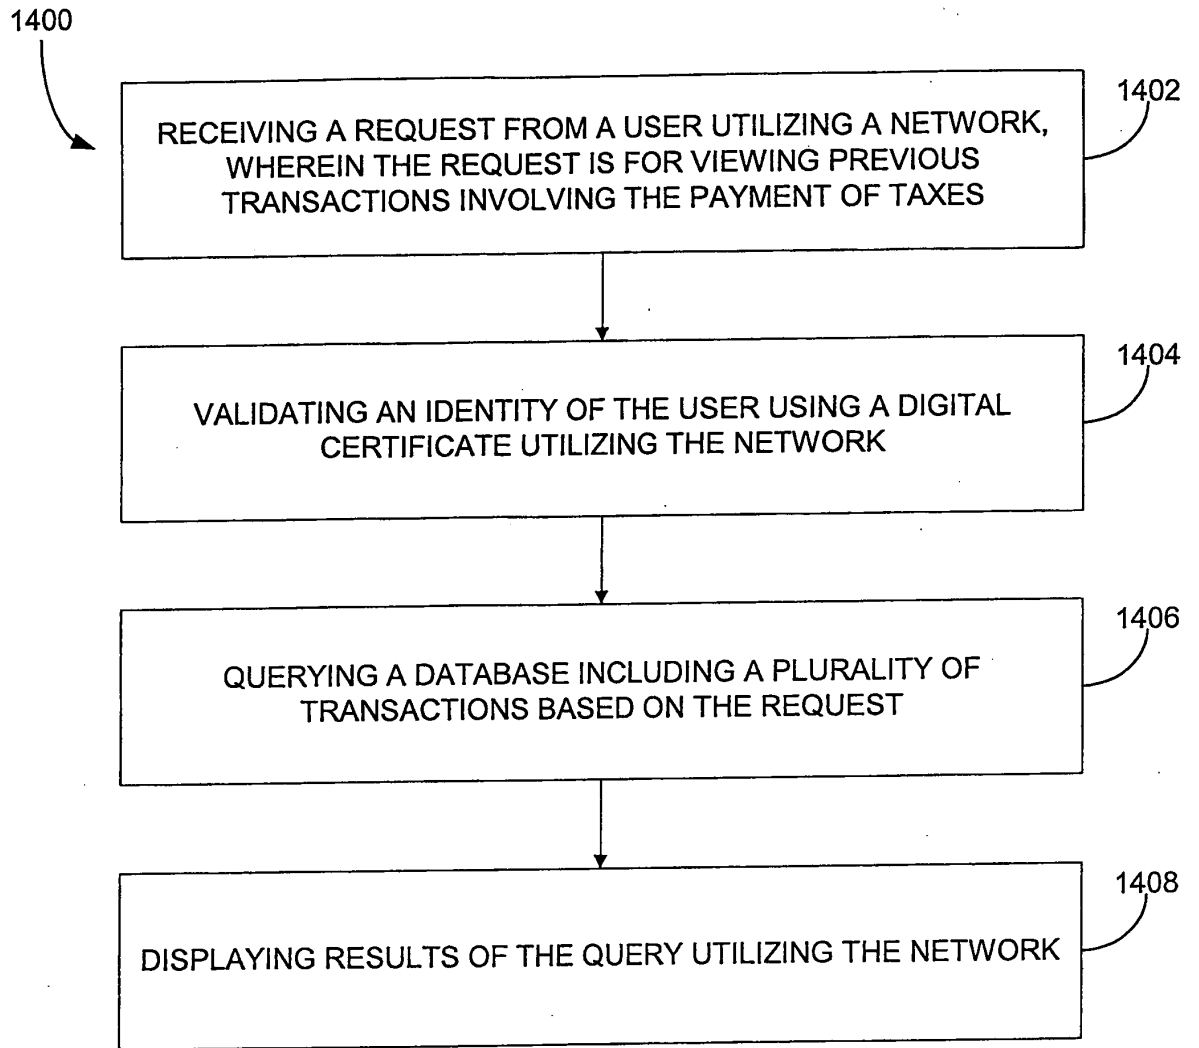 1400
1402
RECEIVING A REQUEST FROM A USER UTILIZING A NETWORK,
WHEREIN THE REQUEST IS FOR VIEWING PREVIOUS
TRANSACTIONS INVOLVING THE PAYMENT OF TAXES
1404
VALIDATING AN IDENTITY OF THE USER USING A DIGITAL
CERTIFICATE UTILIZING THE NETWORK
1406
QUERYING A DATABASE INCLUDING A PLURALITY OF
TRANSACTIONS BASED ON THE REQUEST
1408
DISPLAYING RESULTS OF THE QUERY UTILIZING THE NETWORK